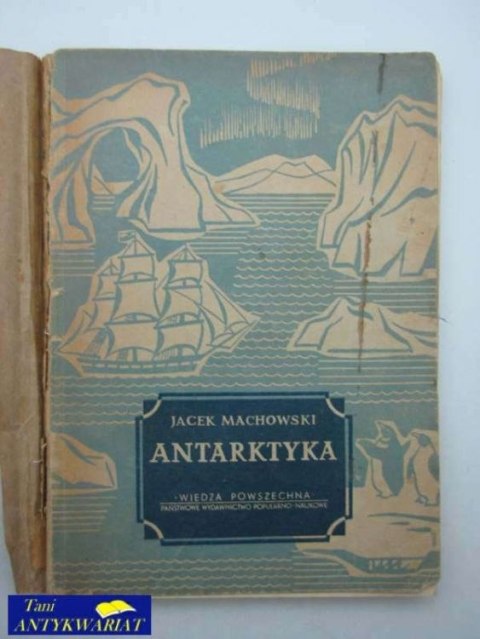 JACEK MACHOWSKI
ANTARKTYKA
·WIEDZA POWSZECHNA·
PAŃSTWOWE WYDAWNICTWO POPULARNO-NAUKOWE
Tani
ANTYKWARIAT